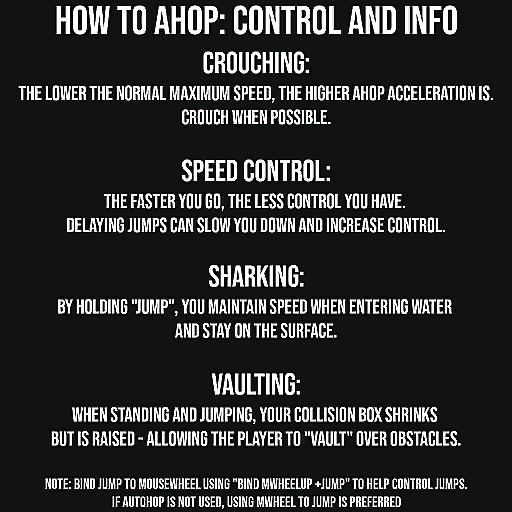 HOW TO AHOP: CONTROL AND INFO
CROUCHING:
THE LOWER THE NORMAL MAXIMUM SPEED, THE HIGHER AHOP ACCELERATION IS.
CROUCH WHEN POSSIBLE.
SPEED CONTROL:
THE FASTER YOU GO, THE LESS CONTROL YOU HAVE.
DELAYING JUMPS CAN SLOW YOU DOWN AND INCREASE CONTROL.
SHARKING:
BY HOLDING "JUMP", YOU MAINTAIN SPEED WHEN ENTERING WATER
AND STAY ON THE SURFACE.
VAULTING:
WHEN STANDING AND JUMPING, YOUR COLLISION BOX SHRINKS
BUT IS RAISED - ALLOWING THE PLAYER TO "VAULT" OVER OBSTACLES.
NOTE: BIND JUMP TO MOUSEWHEEL USING "BIND MWHEELUP +JUMP" TO HELP CONTROL JUMPS.
IF AUTOHOP IS NOT USED, USING MWHEEL TO JUMP IS PREFERRED